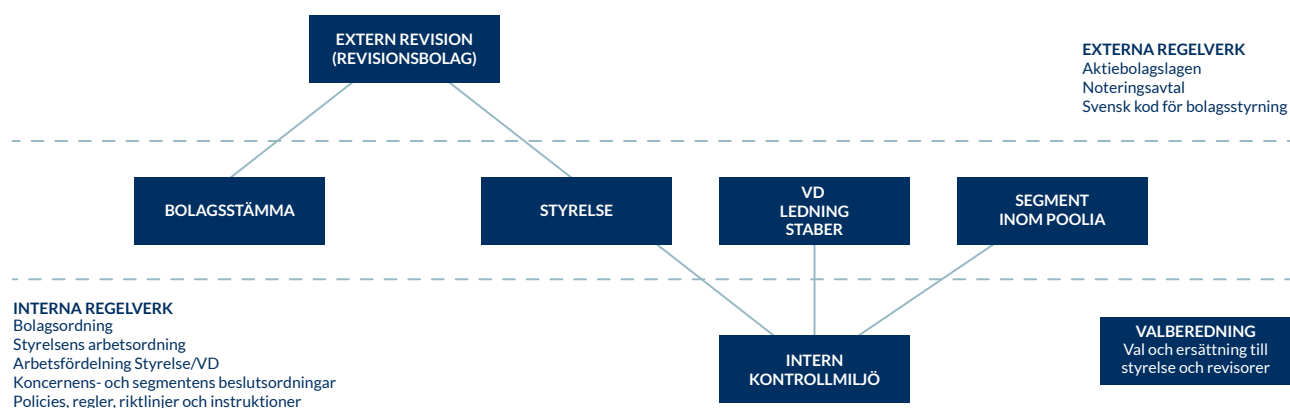 EXTERN REVISION
(REVISIONSBOLAG)
EXTERNA REGELVERK
Aktiebolagslagen
Noteringsavtal
Svensk kod för bolagsstyrning
BOLAGSSTÄMMA
STYRELSE
VD
LEDNING
STABER
SEGMENT
INOM POOLIA
INTERNA REGELVERK
Bolagsordning
Styrelsens arbetsordning
Arbetsfördelning Styrelse/VD
Koncernens- och segmentens beslutsordningar
Policies, regler, riktlinjer och instruktioner
INTERN
KONTROLLMILJÖ
VALBEREDNING
Val och ersättning till
styrelse och revisorer